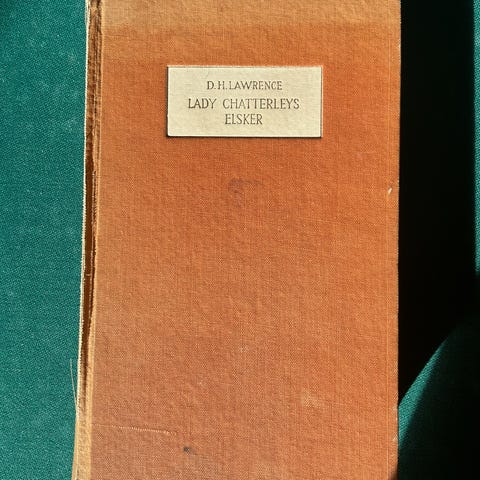 D. H. LAWRENCE
LADY CHATTERLEYS
ELSKER